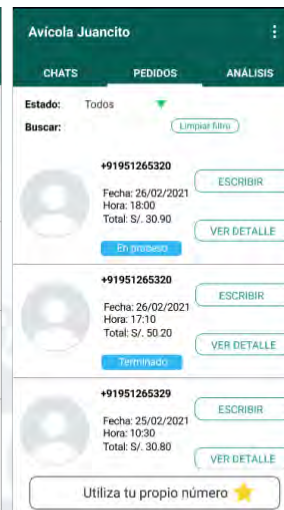 Avícola Juancito
CHATS PEDIDOS ANÁLISIS
Estado: Todos
Buscar: Limpiar filtro
+91951265320
Fecha: 26/02/2021
Hora: 18:00
Total: S/. 30.90
En proceso
ESCRIBIR
VER DETALLE
+91951265320
Fecha: 26/02/2021
Hora: 17:10
Total: S/. 50.20
Terminado
ESCRIBIR
VER DETALLE
+91951265329
Fecha: 25/02/2021
Hora: 10:30
Total: S/. 30.80
ESCRIBIR
VER DETALLE
Utiliza tu propio número